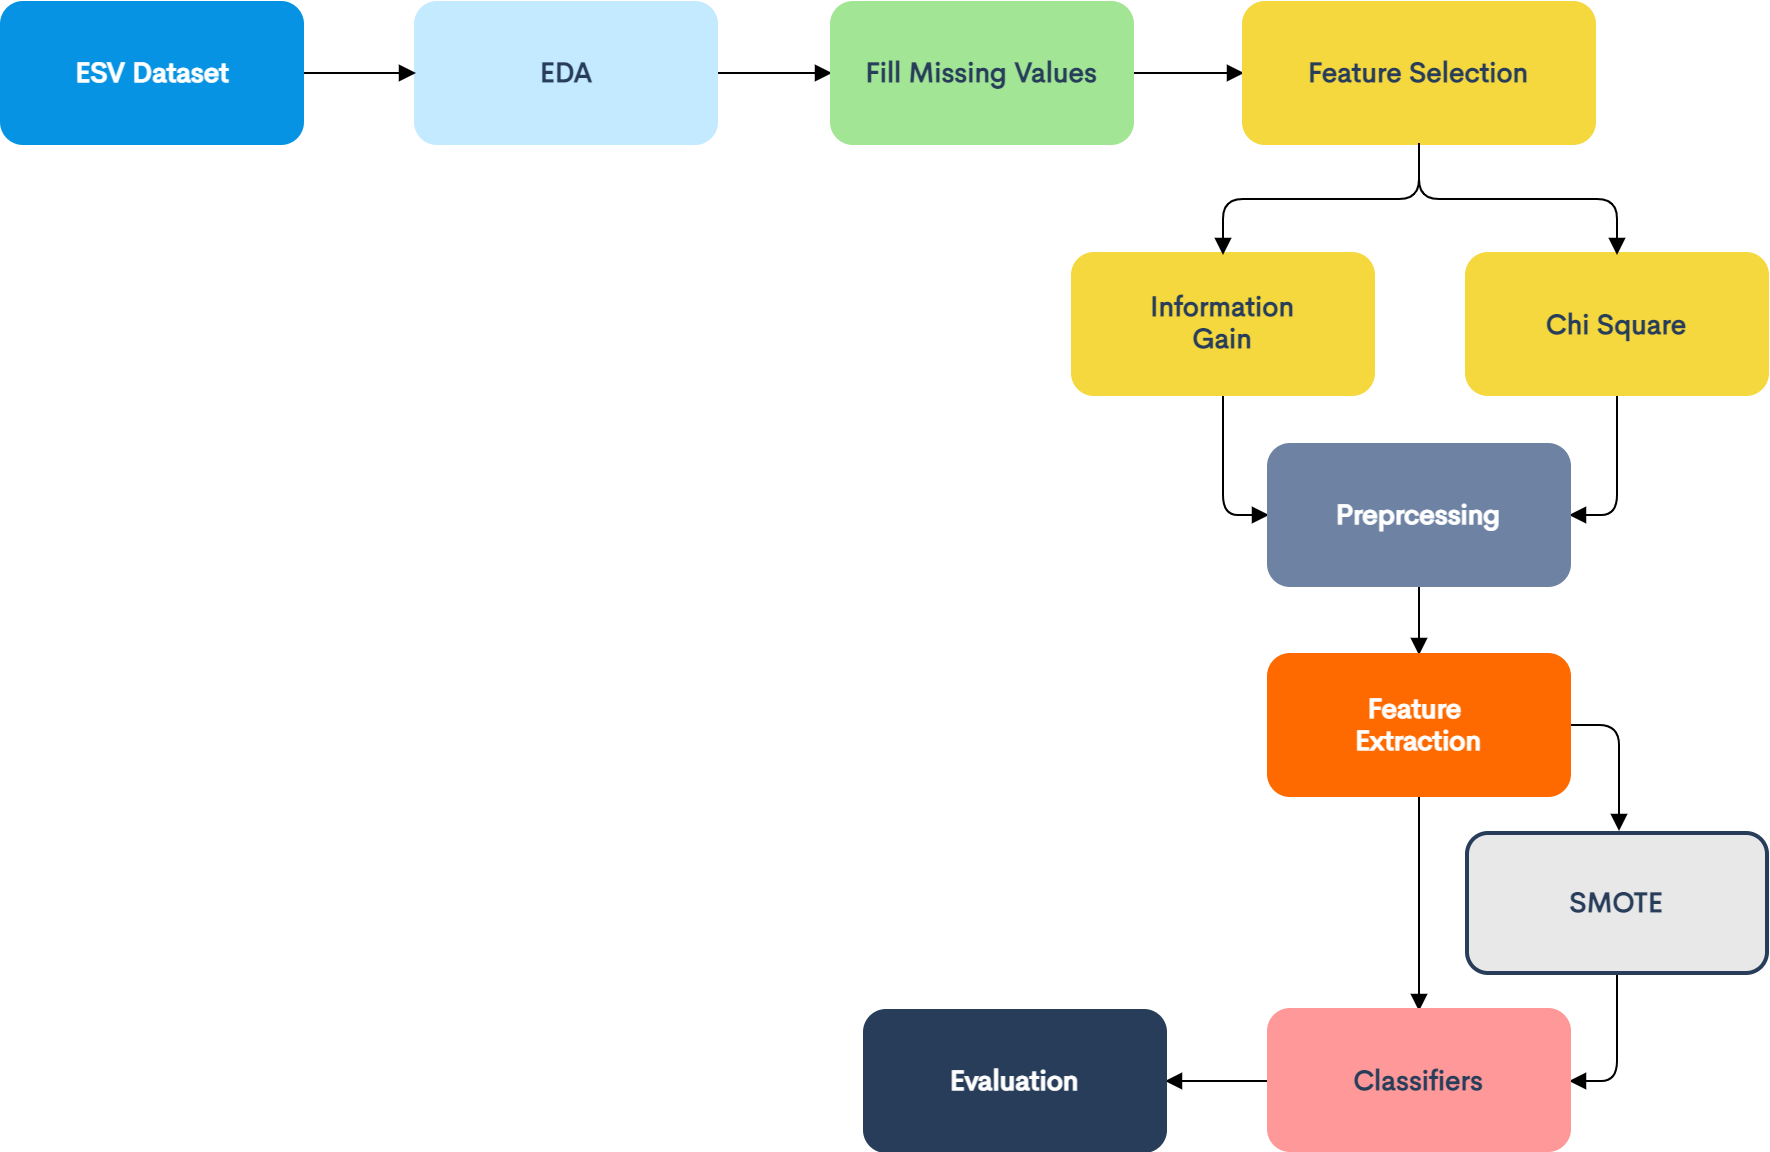 ESV Dataset
EDA
Fill Missing Values
Feature Selection
Information
Gain
Chi Square
Preprcessing
Feature
Extraction
SMOTE
Evaluation
Classifiers